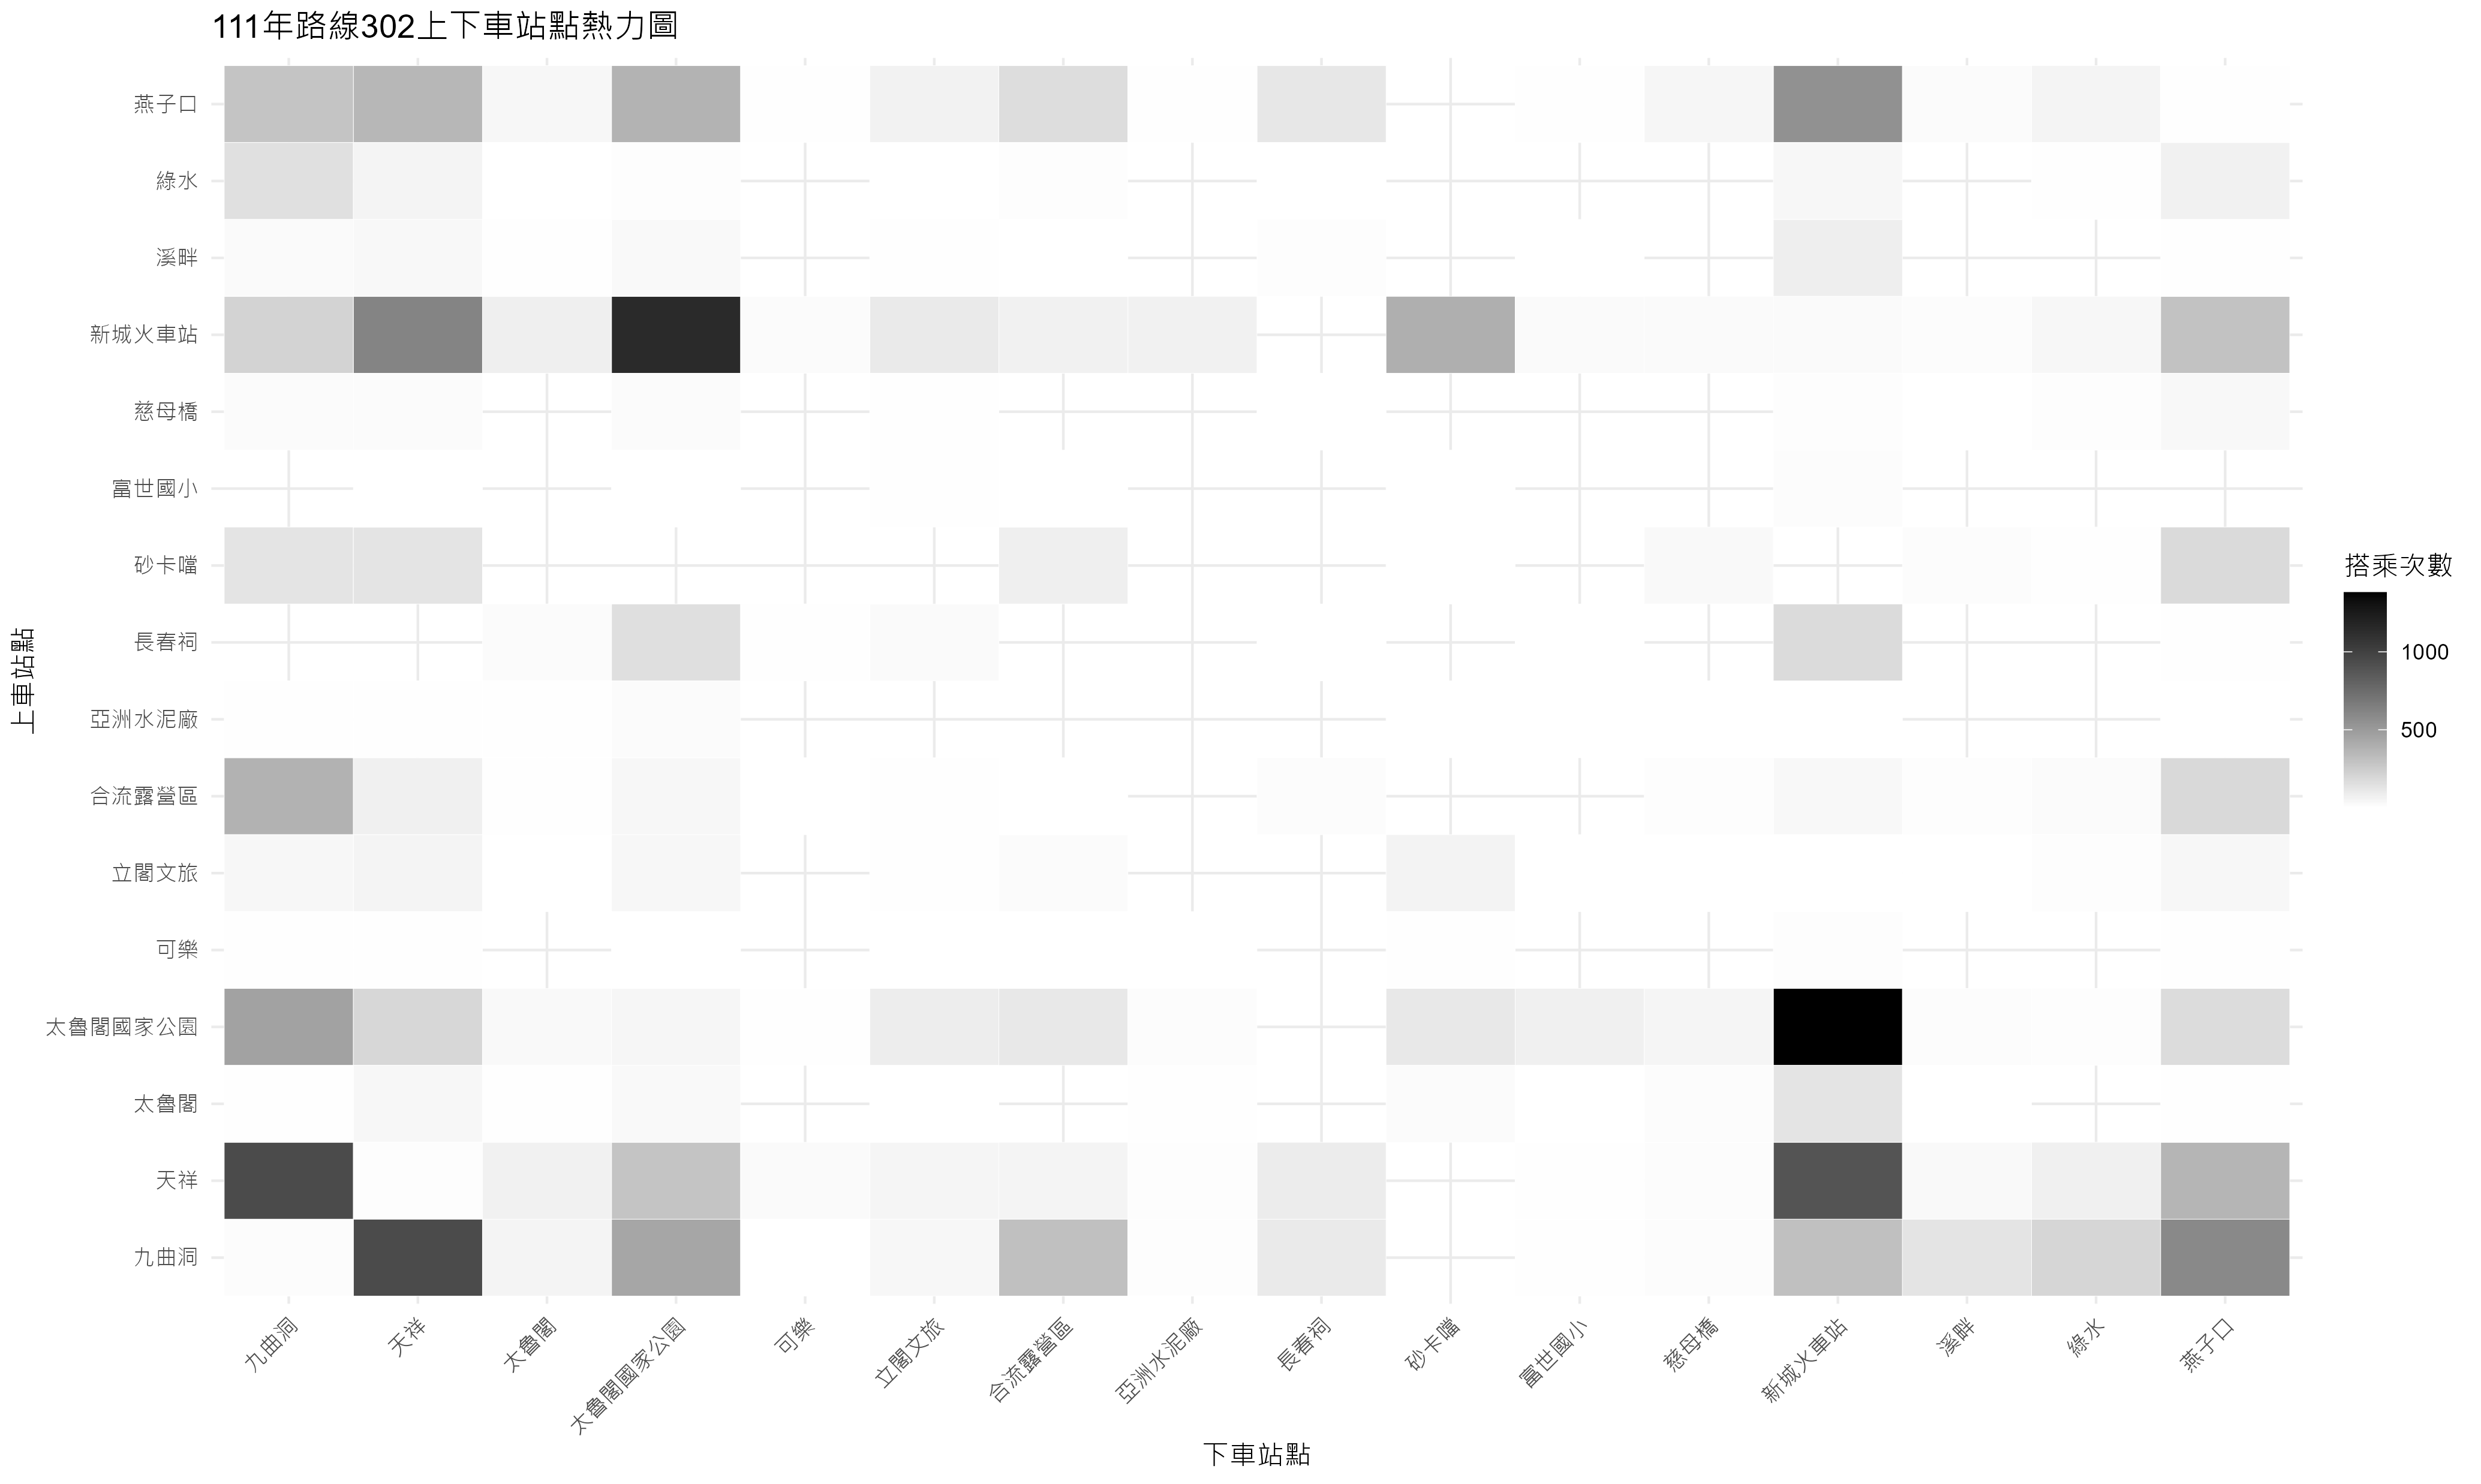 111年路線302上下車站點熱力圖
上車站點
燕子口
綠水
溪畔
新城火車站
慈母橋
富世國小
砂卡噹
長春祠
亞洲水泥廠
合流露營區
立閣文旅
可樂
太魯閣國家公園
太魯閣
天祥
九曲洞
九曲洞
天祥
太魯閣
太魯閣國家公園
可樂
立閣文旅
合流露營區
亞洲水泥廠
長春祠
砂卡噹
富世國小
慈母橋
新城火車站
溪畔
綠水
燕子口
下車站點
搭乘次數
1000
500